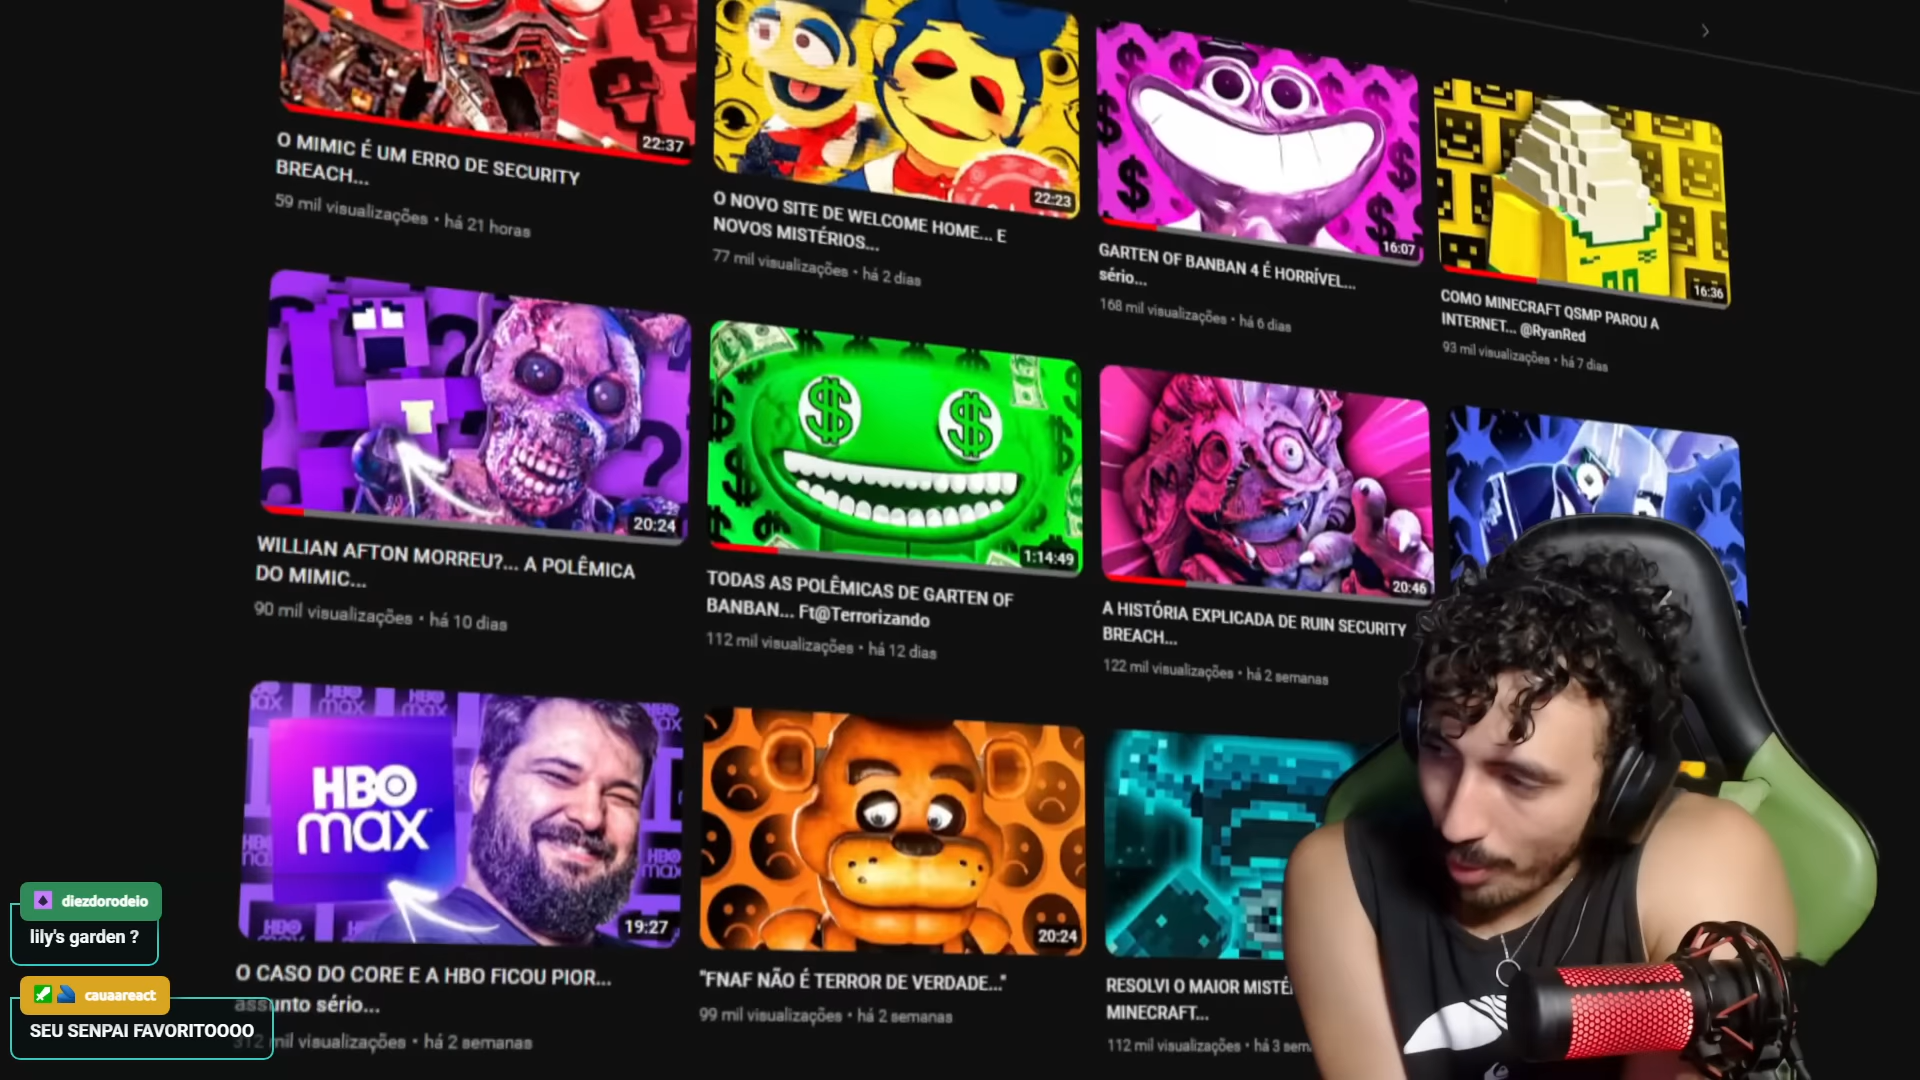 22:37
22:23
16:07
16:36
O MIMIC É UM ERRO DE SECURITY
BREACH...
59 mil visualizações • há 21 horas
O NOVO SITE DE WELCOME HOME... E
NOVOS MISTÉRIOS...
77 mil visualizações • há 2 dias
GARTEN OF BANBAN 4 É HORRÍVEL...
sério...
168 mil visualizações • há 6 dias
COMO MINECRAFT QSMP PAROU A
INTERNET... @RyanRed
93 mil visualizações • há 7 dias
20:24
1:14:49
20:46
WILLIAN AFTON MORREU?... A POLÊMICA
DO MIMIC...
90 mil visualizações • há 10 dias
TODAS AS POLÊMICAS DE GARTEN OF
BANBAN... Ft@Terrorizando
112 mil visualizações • há 12 dias
A HISTÓRIA EXPLICADA DE RUIN SECURITY
BREACH...
122 mil visualizações • há 2 semanas
HBO
max
19:27
20:24
O CASO DO CORE E A HBO FICOU PIOR...
assunto sério...
312 mil visualizações • há 2 semanas
"FNAF NÃO É TERROR DE VERDADE..."
99 mil visualizações • há 2 semanas
RESOLVI O MAIOR MISTÉ
MINECRAFT...
112 mil visualizações • há 3 sem
diezdorodeio
lily's garden ?
cauaareact
SEU SENPAI FAVORITOOOO